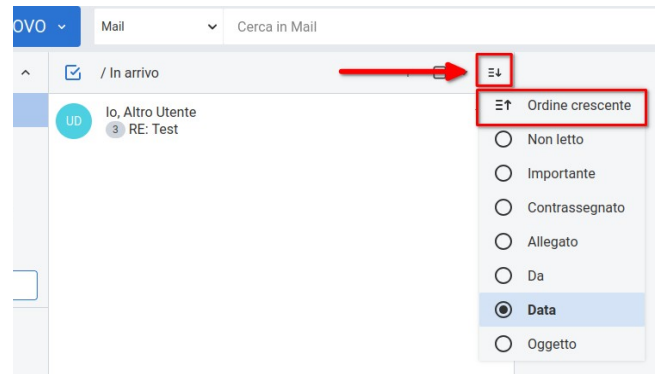 OVO Mail Cerca in Mail
/ In arrivo
UD Io, Altro Utente
3 RE: Test
Ordine crescente
Non letto
Importante
Contrassegnato
Allegato
Da
Data
Oggetto